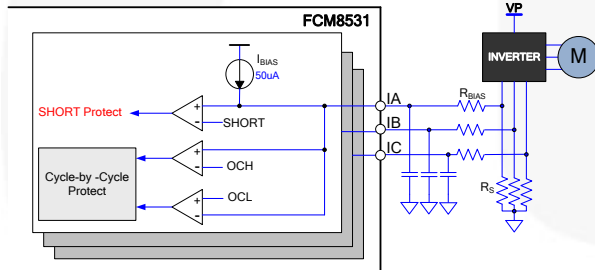 FCM8531
VP
IBIAS
50uA
INVERTER
M
SHORT Protect
+
-
SHORT
IA
RBIAS
IB
IC
Cycle-by -Cycle
Protect
+
-
OCH
OCL
+
-
RS